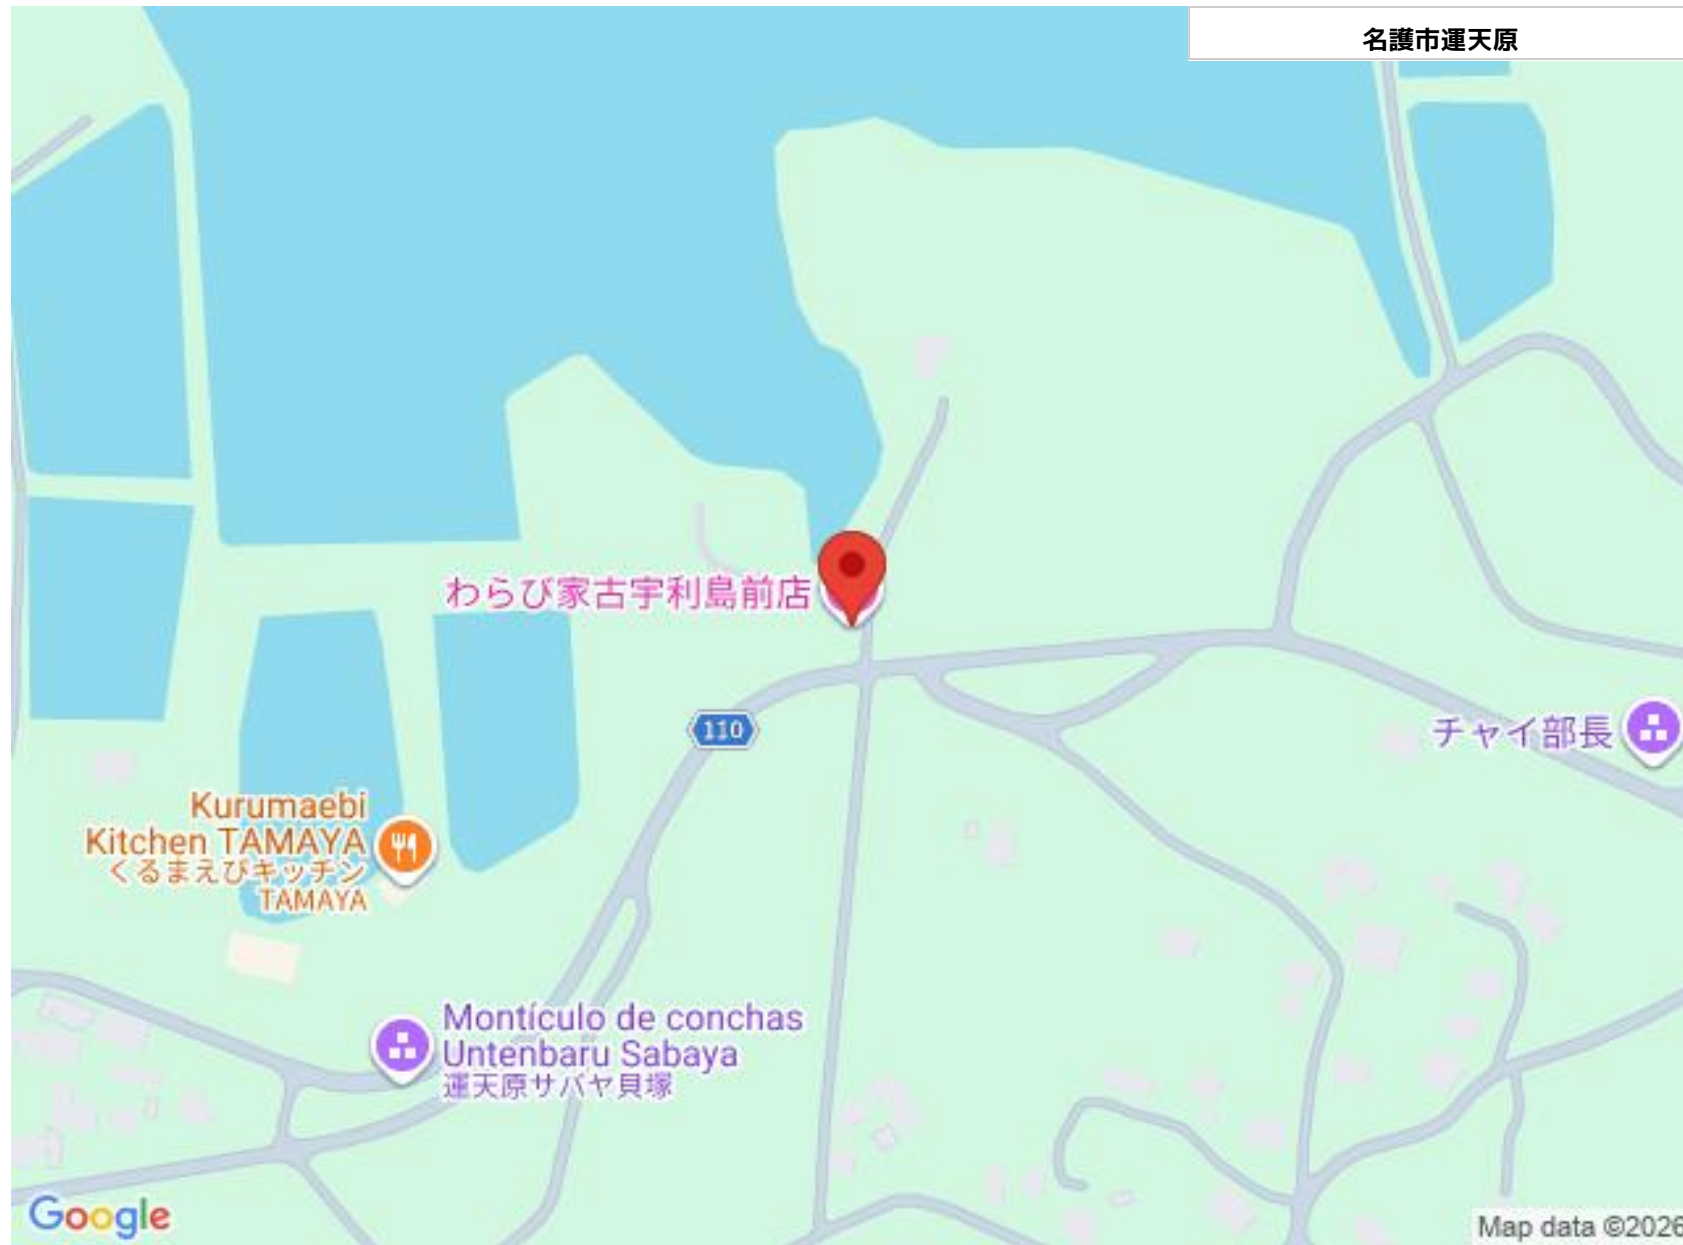 名護市運天原
わらび家古宇利島前店
110
チャイ部長
Kurumaebi
Kitchen TAMAYA
くるまえびキッチン
TAMAYA
Montículo de conchas
Untenbaru Sabaya
運天原サバヤ貝塚
Google
Map data ©2026